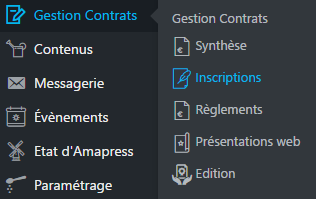 Gestion Contrats
Contenus
Messagerie
Évènements
Etat d'Amapress
Paramétrage
Gestion Contrats
Synthèse
Inscriptions
Règlements
Présentations web
Edition